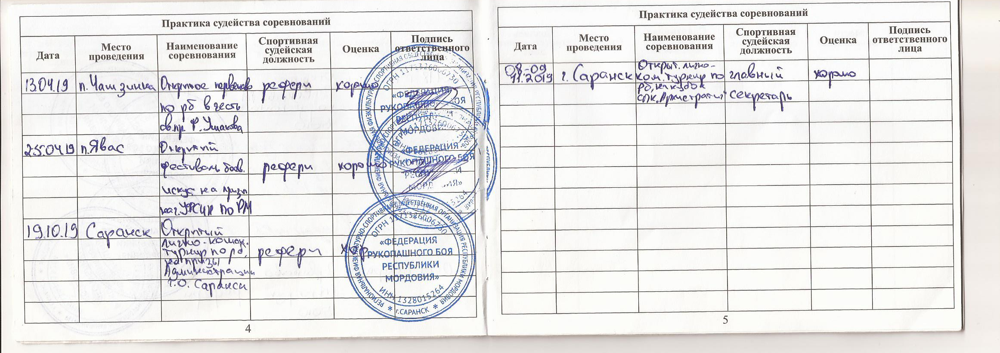 Практика судейства соревнований
Дата
Место
проведения
Наименование
соревнования
Спортивная
судейская
должность
Оценка
Подпись
ответственного
лица
13.04.19 п. Чамзинка Открытое первенство рефери хорошо
по рб в честь
св. пр. Ф. Ушакова
25.04.19 п. Явас Открытый
фестиваль боев. рефери хорошо
искус. на призы
нач. УФСИН по РМ
19.10.19 Саранск Открытый
лично-коман.
турнир по рб, рефери хор
на призы
Администрации
г.о. Саранск
«ФЕДЕРАЦИЯ
РУКОПАШНОГО БОЯ
РЕСПУБЛИКИ
МОРДОВИЯ»
ОГРН 1171326006730
ИНН 1328015264
РЕГИОНАЛЬНАЯ ФИЗКУЛЬТУРНО-СПОРТИВНАЯ ОБЩЕСТВЕННАЯ ОРГАНИЗАЦИЯ РЕСПУБЛИКИ МОРДОВИЯ
* г.САРАНСК *
4
Практика судейства соревнований
Дата
Место
проведения
Наименование
соревнования
Спортивная
судейская
должность
Оценка
Подпись
ответственного
лица
08-09
11.2019 г. Саранск
Открыт. лично-
ком. турнир по
рб, на кубок
СПК "Архистратиг"
главный
секретарь
хорошо
5